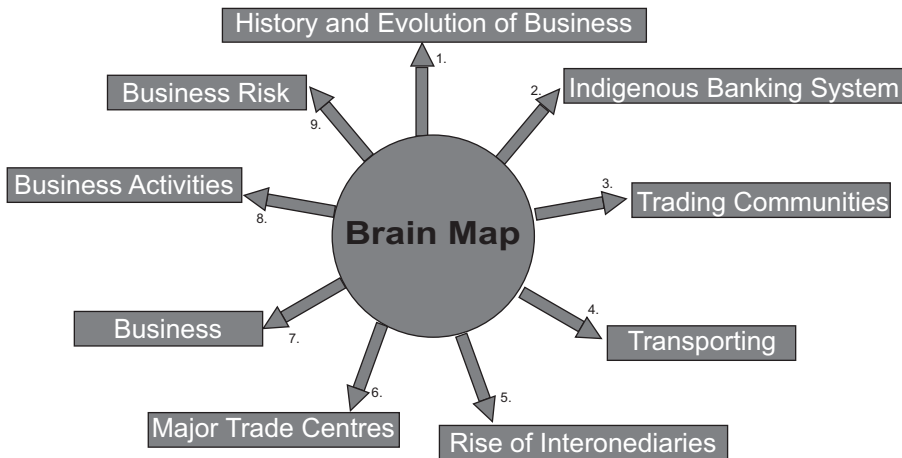 History and Evolution of Business
1.
2.
Indigenous Banking System
3.
Trading Communities
4.
Transporting
5.
Rise of Interonediaries
6.
Major Trade Centres
7.
Business
8.
Business Activities
9.
Business Risk
Brain Map